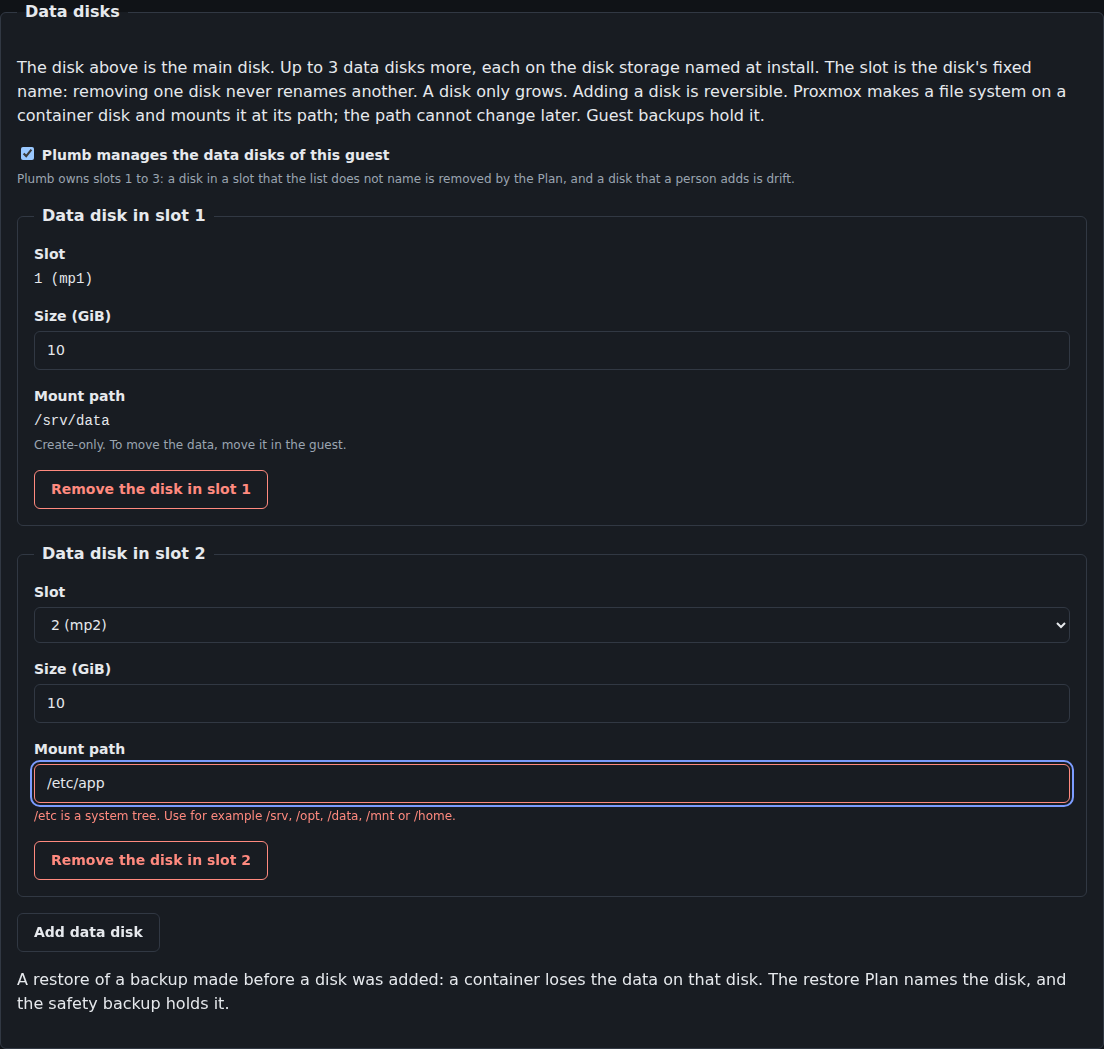 Data disks
The disk above is the main disk. Up to 3 data disks more, each on the disk storage named at install. The slot is the disk's fixed
name: removing one disk never renames another. A disk only grows. Adding a disk is reversible. Proxmox makes a file system on a
container disk and mounts it at its path; the path cannot change later. Guest backups hold it.
Plumb manages the data disks of this guest
Plumb owns slots 1 to 3: a disk in a slot that the list does not name is removed by the Plan, and a disk that a person adds is drift.
Data disk in slot 1
Slot
1 (mp1)
Size (GiB)
10
Mount path
/srv/data
Create-only. To move the data, move it in the guest.
Remove the disk in slot 1
Data disk in slot 2
Slot
2 (mp2)
Size (GiB)
10
Mount path
/etc/app
/etc is a system tree. Use for example /srv, /opt, /data, /mnt or /home.
Remove the disk in slot 2
Add data disk
A restore of a backup made before a disk was added: a container loses the data on that disk. The restore Plan names the disk, and
the safety backup holds it.